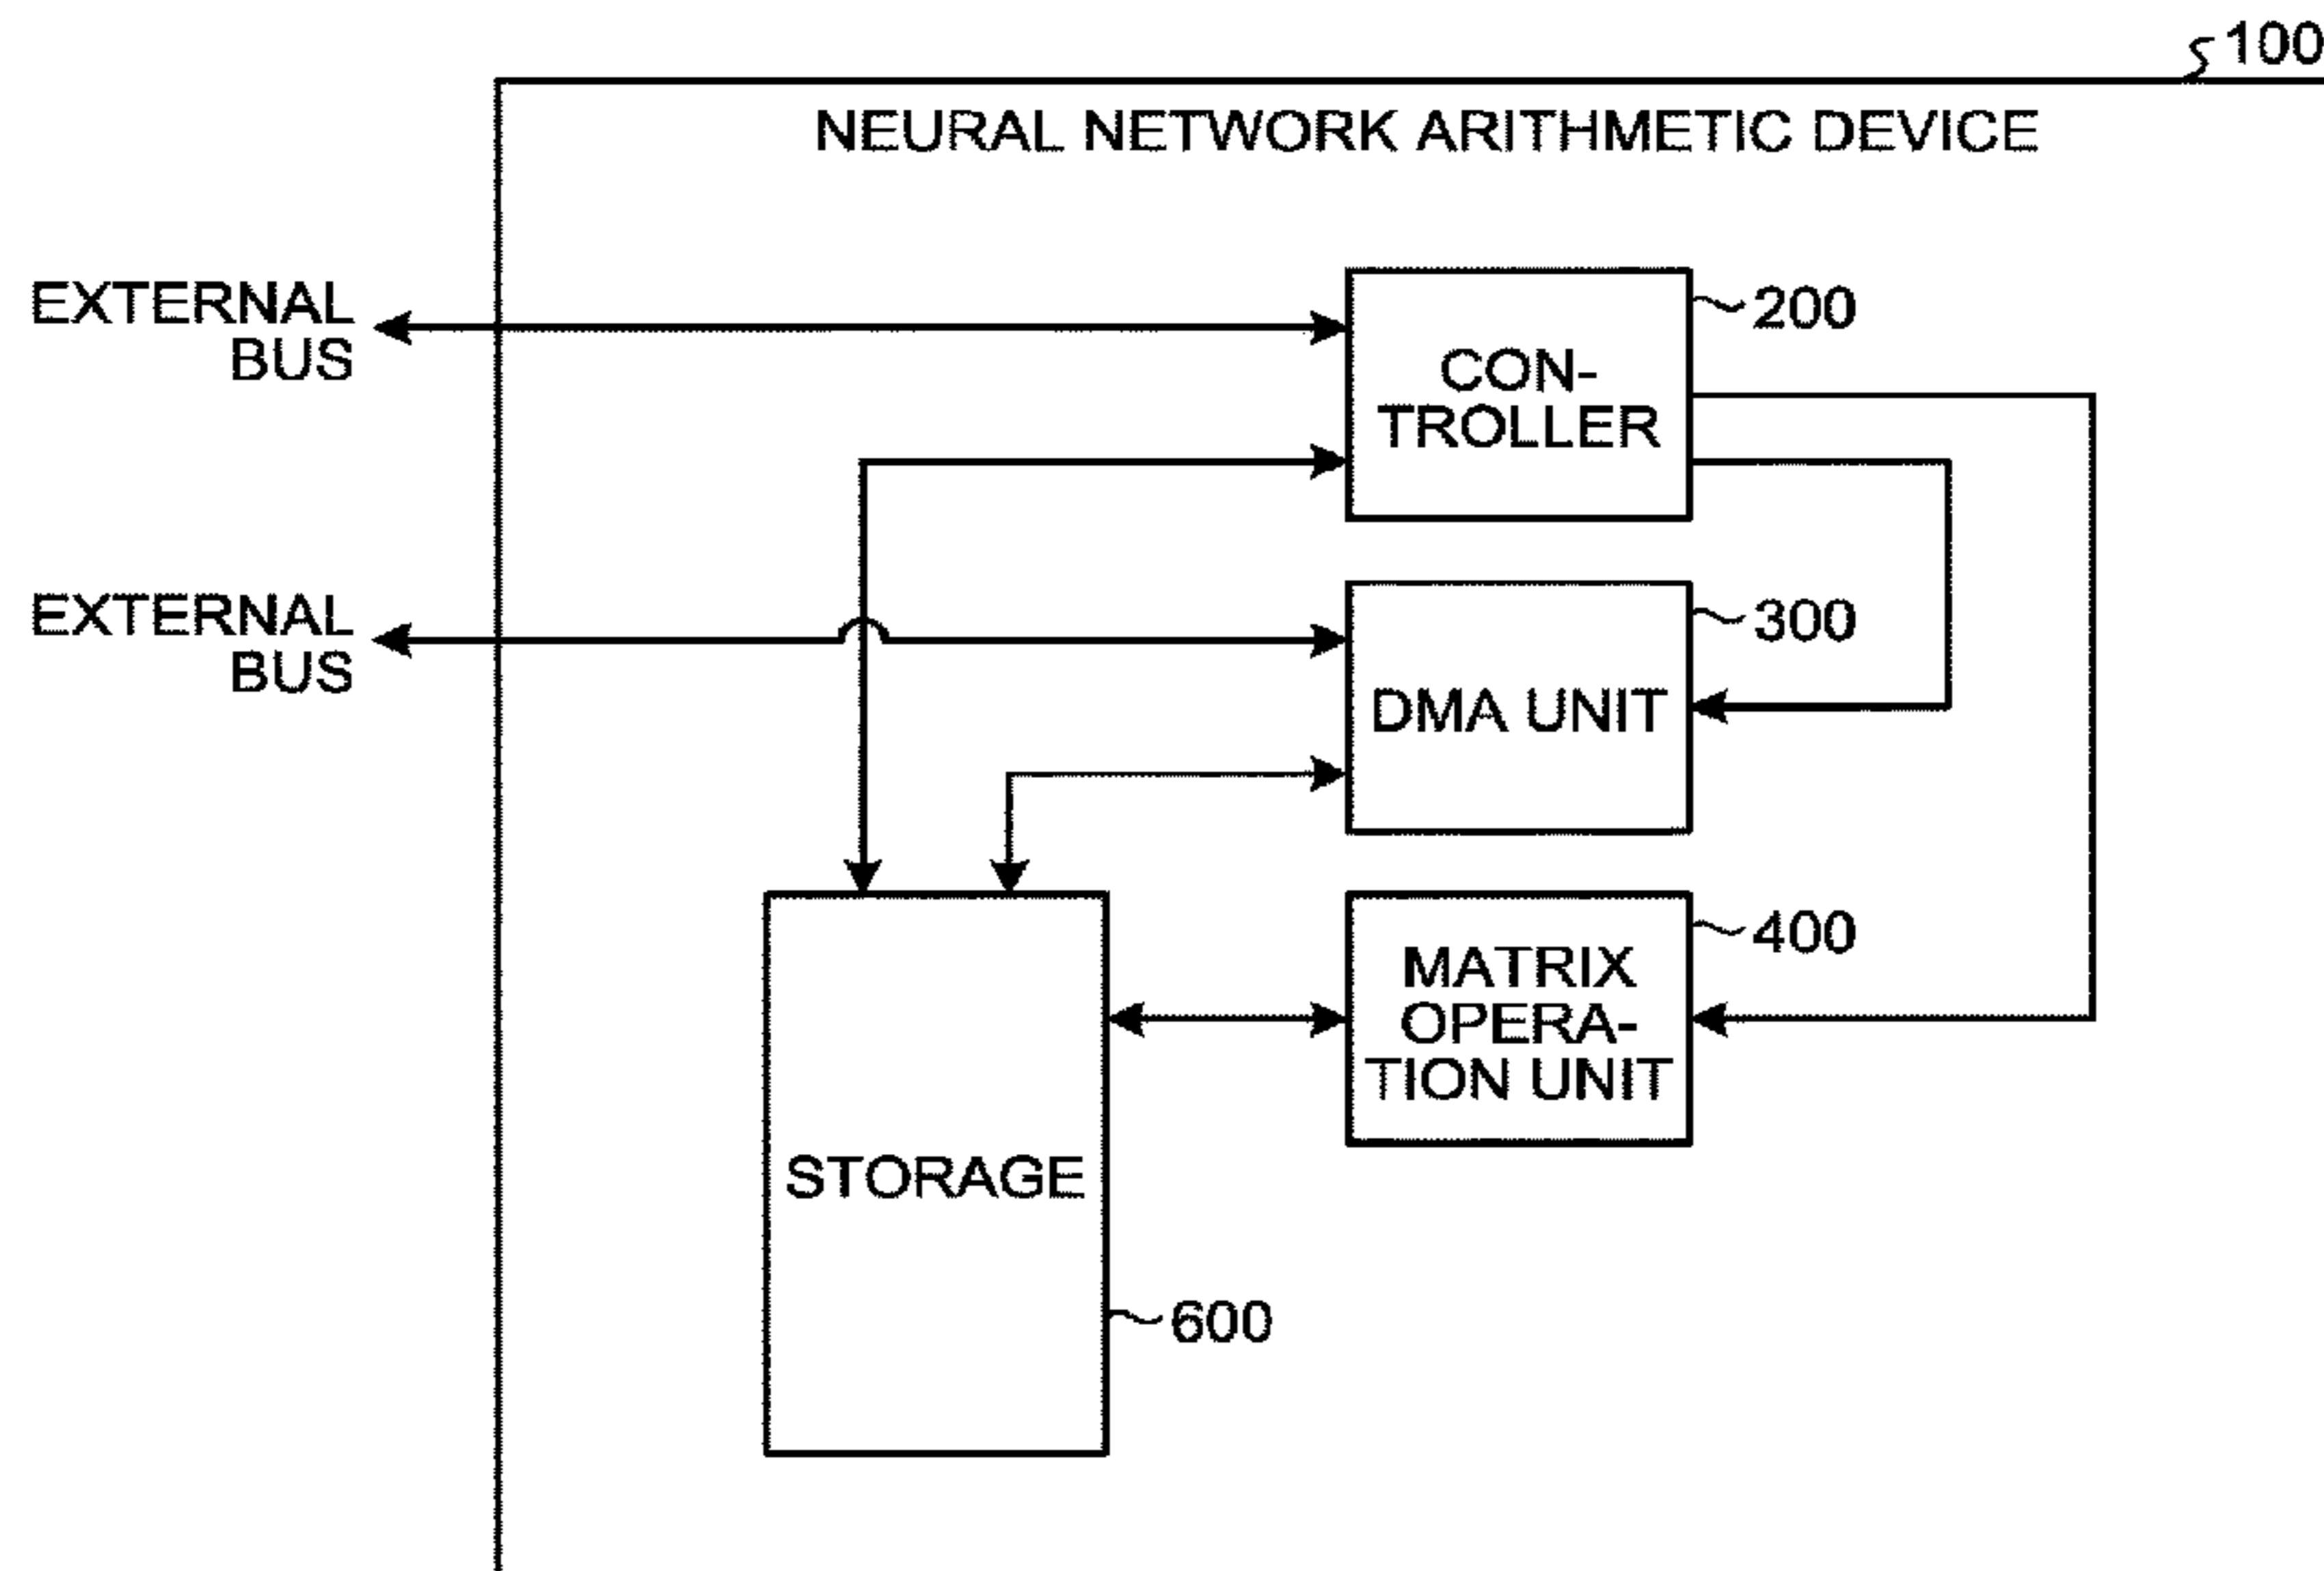 100
NEURAL NETWORK ARITHMETIC DEVICE
EXTERNAL
BUS
200
CON-
TROLLER
EXTERNAL
BUS
300
DMA UNIT
400
MATRIX
OPERA-
TION UNIT
STORAGE
600